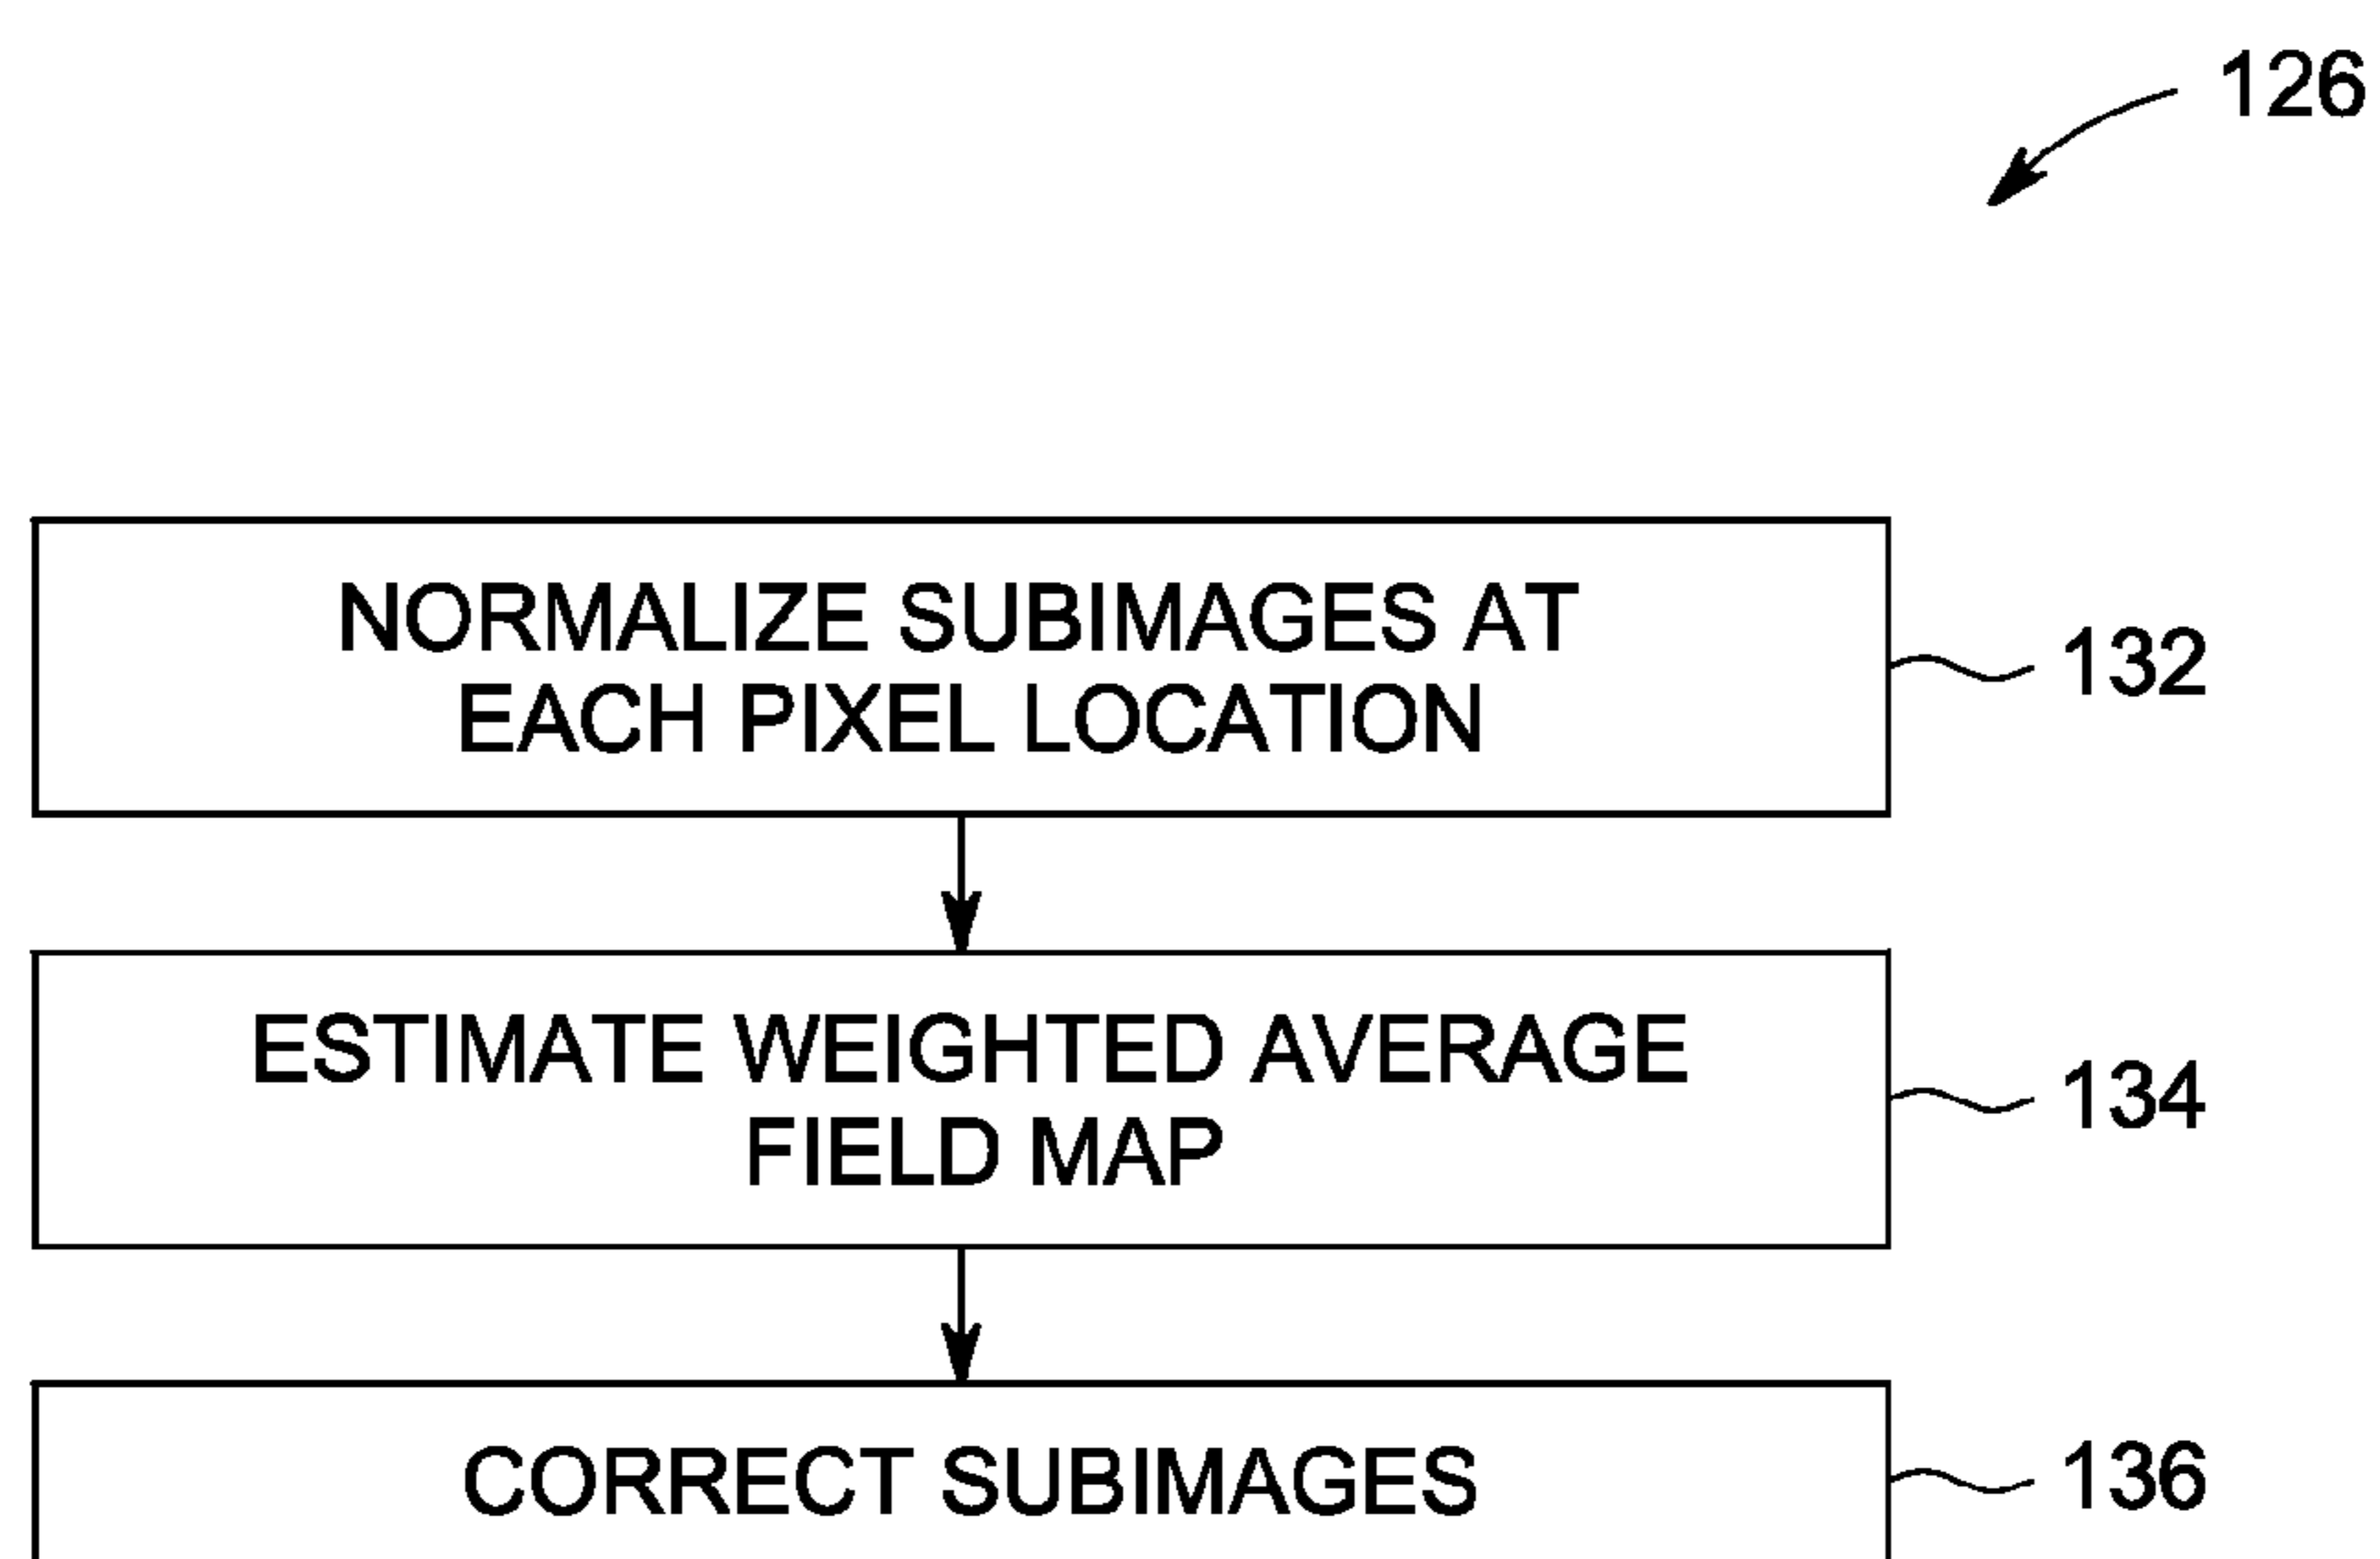 126
NORMALIZE SUBIMAGES AT
EACH PIXEL LOCATION
132
ESTIMATE WEIGHTED AVERAGE
FIELD MAP
134
CORRECT SUBIMAGES
136